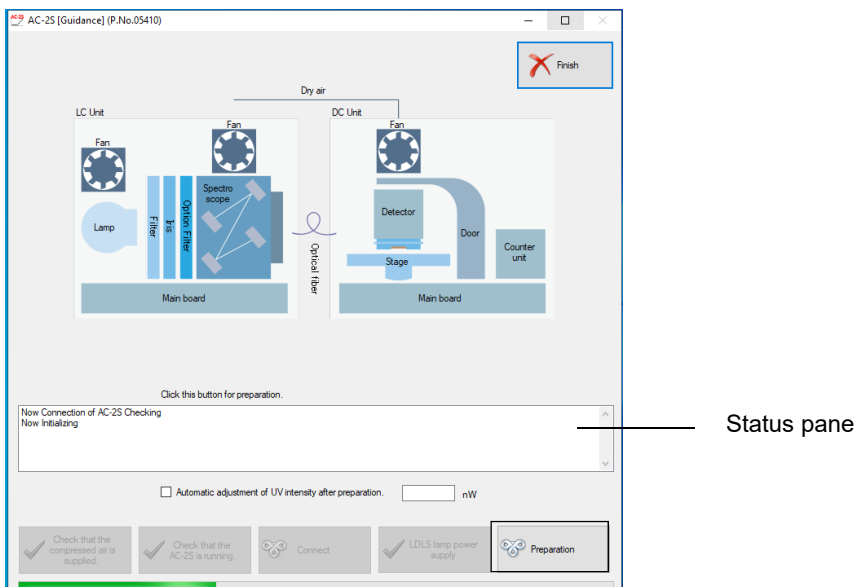 AC-2S [Guidance] (P.No.05410)
Finish
Dry air
LC Unit
DC Unit
Fan
Fan
Fan
Lamp
Filter
Iris
Option Filter
Spectro
scope
Optical fiber
Detector
Stage
Door
Counter
unit
Main board
Main board
Click this button for preparation.
Now Connection of AC-2S Checking
Now Initializing
Status pane
Automatic adjustment of UV intensity after preparation.
nW
Check that the
compressed air is
supplied.
Check that the
AC-2S is running.
Connect
LDLS lamp power
supply
Preparation